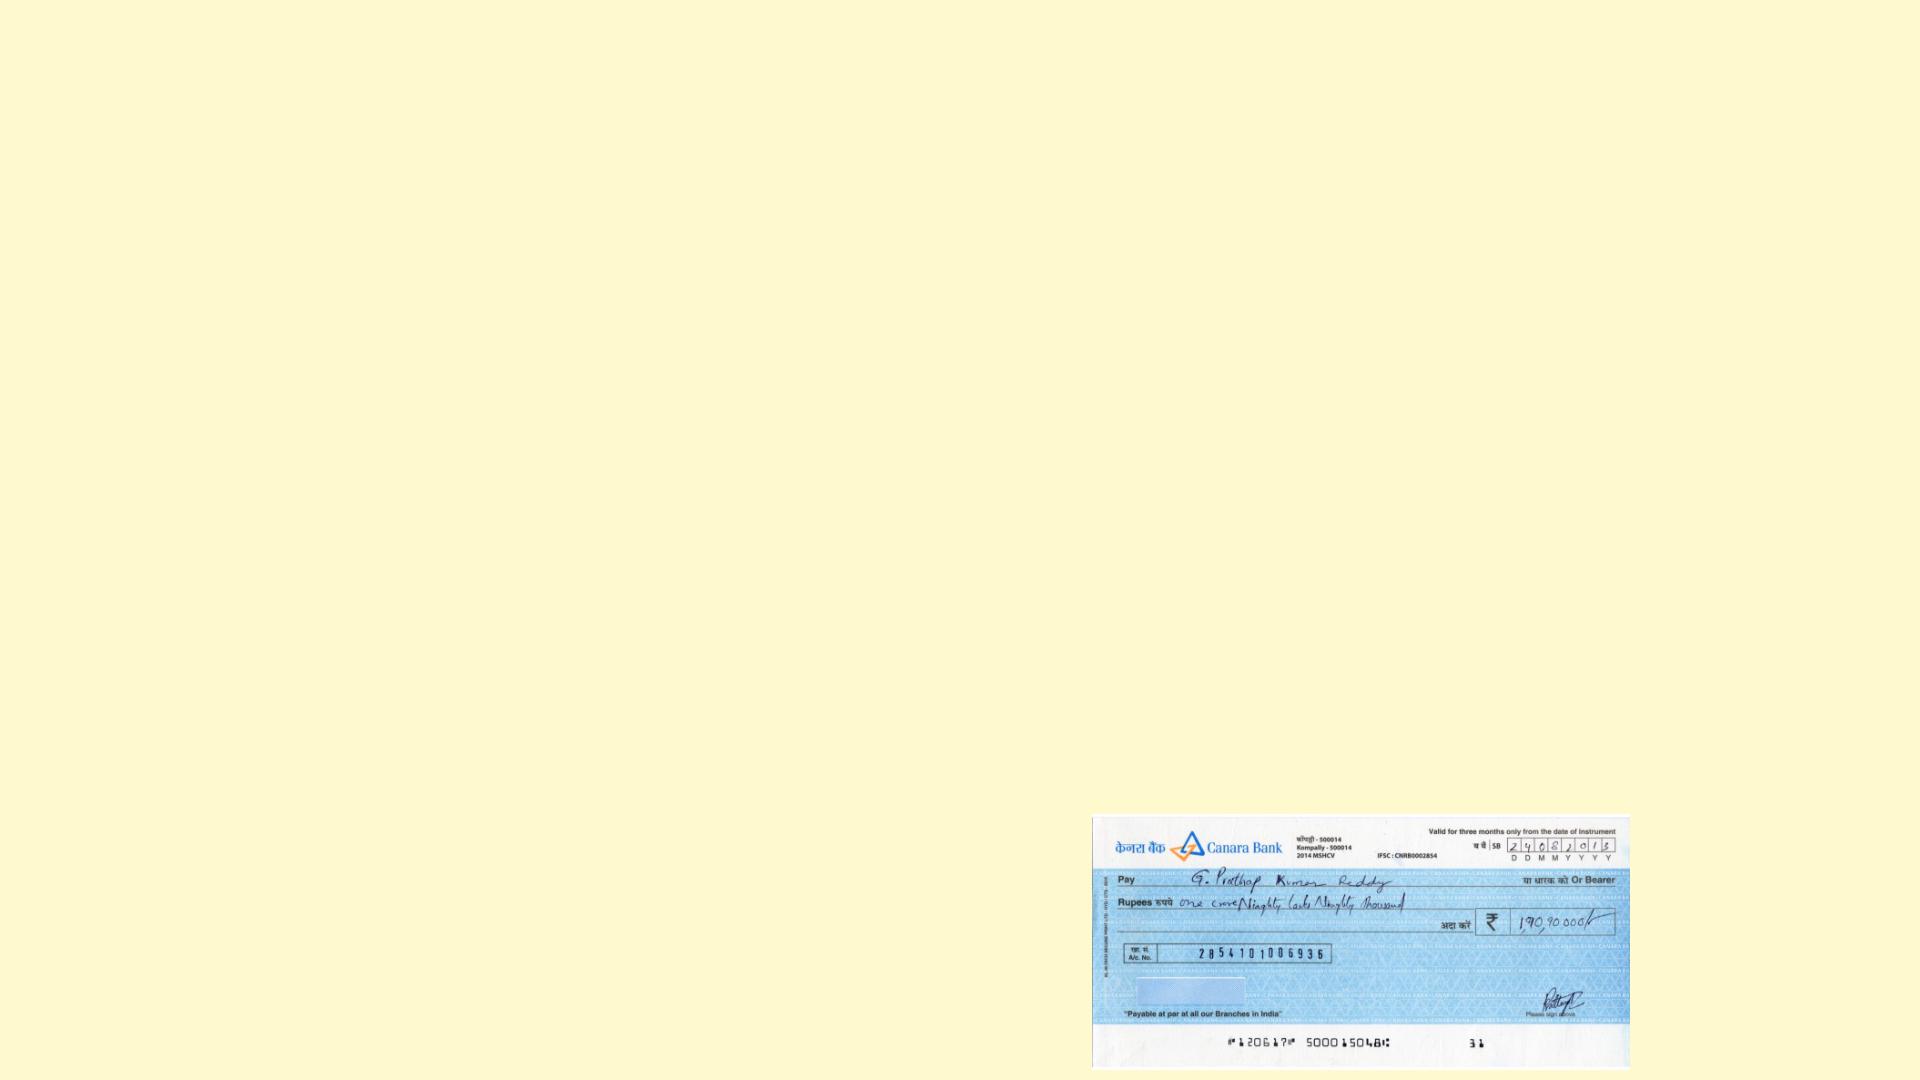 Valid for three months only from the date of instrument
केनरा बैंक Canara Bank
कोंपल्ली - 500014
Kompally - 500014
2014 MSHCV
IFSC : CNRB0002854
ब बैं SB 24082013
D D M M Y Y Y Y
Pay G. Prathap Kumar Reddy या धारक को Or Bearer
Rupees रुपये one crore Ninghty Lacks Ninghty Thousand
अदा करें ₹ 1,90,90,000/-
खा. सं.
A/c. No. 2854101006936
"Payable at par at all our Branches in India"
Please sign above
⑈120617⑈ 500015048⑆ 31